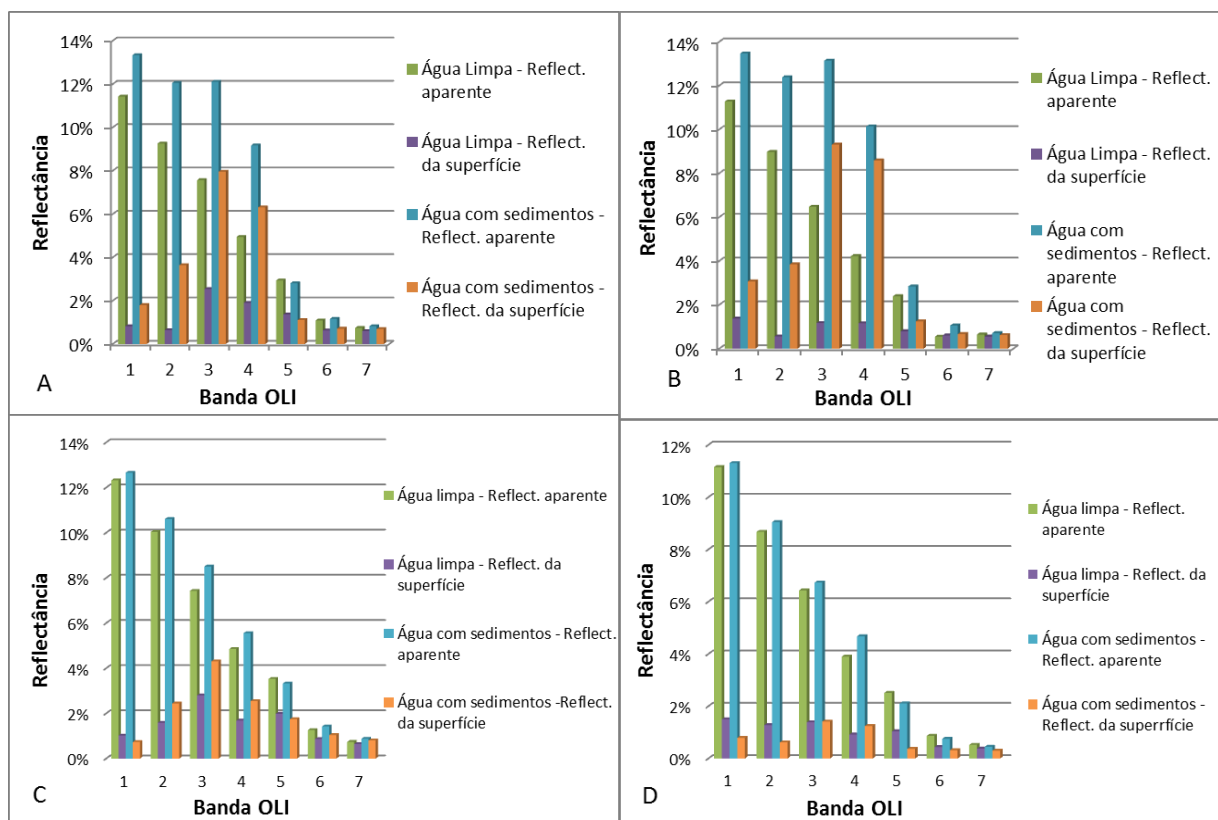 14%
12%
10%
8%
6%
4%
2%
0%
Reflectância
1 2 3 4 5 6 7
Banda OLI
A
Água Limpa - Reflect.
aparente
Água Limpa - Reflect.
da superfície
Água com sedimentos -
Reflect. aparente
Água com sedimentos -
Reflect. da superfície
14%
12%
10%
8%
6%
4%
2%
0%
Reflectância
1 2 3 4 5 6 7
Banda OLI
B
Água Limpa - Reflect.
aparente
Água Limpa - Reflect.
da superfície
Água com
sedimentos - Reflect.
aparente
Água com
sedimentos - Reflect.
da superfície
14%
12%
10%
8%
6%
4%
2%
0%
Reflectância
1 2 3 4 5 6 7
Banda OLI
C
Água limpa - Reflect. aparente
Água limpa - Reflect. da
superfície
Água com sedimentos - Reflect.
aparente
Água com sedimentos -Reflect.
da superrfície
12%
10%
8%
6%
4%
2%
0%
Reflectância
1 2 3 4 5 6 7
Banda OLI
D
Água limpa - Reflect.
aparente
Água limpa - Reflect. da
superfície
Água com sedimentos -
Reflect. aparente
Água com sedimentos -
Reflect. da superrfície